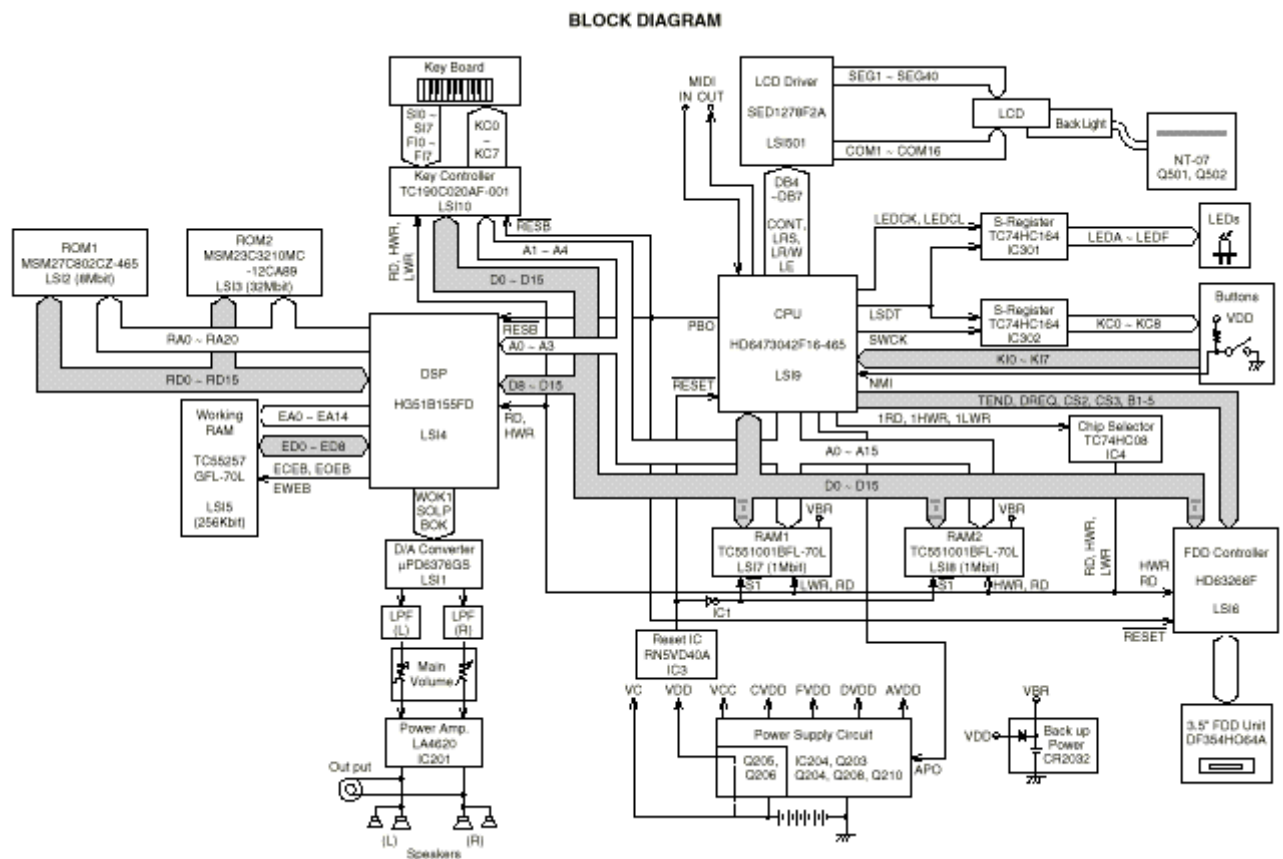 BLOCK DIAGRAM
Key Board
SI0 ~
SI7
FI0 ~
FI7
KC0
~
KC7
Key Controller
TC190C020AF-001
LSI10
MIDI
IN OUT
LCD Driver
SED1278F2A
LSI501
SEG1 ~ SEG40
COM1 ~ COM16
LCD
Back Light
NT-07
Q501, Q502
DB4
~DB7
CONT,
LRS,
LR/W
LE
LEDCK, LEDCL
S-Register
TC74HC164
IC301
LEDA ~ LEDF
LEDs
ROM1
MSM27C802CZ-465
LSI2 (8Mbit)
ROM2
MSM23C3210MC
-12CA89
LSI3 (32Mbit)
RD, HWR,
LWR
RESB
A1 ~ A4
D0 ~ D15
RA0 ~ RA20
RD0 ~ RD15
DSP
HG51B155FD
LSI4
RESB
A0 ~ A3
D8 ~ D15
RD,
HWR
PB0
CPU
HD6473042F16-465
LSI9
LSDT
SWCK
S-Register
TC74HC164
IC302
KC0 ~ KC8
Buttons
VDD
KI0 ~ KI7
NMI
RESET
TEND, DREQ, CS2, CS3, B1-5
1RD, 1HWR, 1LWR
Chip Selector
TC74HC08
IC4
A0 ~ A15
D0 ~ D15
Working
RAM
TC55257
GFL-70L
LSI5
(256Kbit)
EA0 ~ EA14
ED0 ~ ED8
ECEB, EOEB
EWEB
WOK1
SOLP
BOK
D/A Converter
µPD6376GS
LSI1
LPF
(L)
LPF
(R)
Main
Volume
Power Amp.
LA4620
IC201
Out put
(L)
(R)
Speakers
VBR
RAM1
TC551001BFL-70L
LSI7 (1Mbit)
S1
LWR, RD
VBR
RAM2
TC551001BFL-70L
LSI8 (1Mbit)
S1
HWR, RD
IC1
RD, HWR,
LWR
HWR
RD
FDD Controller
HD63266F
LSI6
RESET
Reset IC
RN5VD40A
IC3
VC
VDD
VCC
CVDD
FVDD
DVDD
AVDD
Power Supply Circuit
Q205,
Q206
IC204, Q203
Q204, Q208, Q210
APO
VBR
VDD
Back up
Power
CR2032
3.5" FDD Unit
DF354HO64A